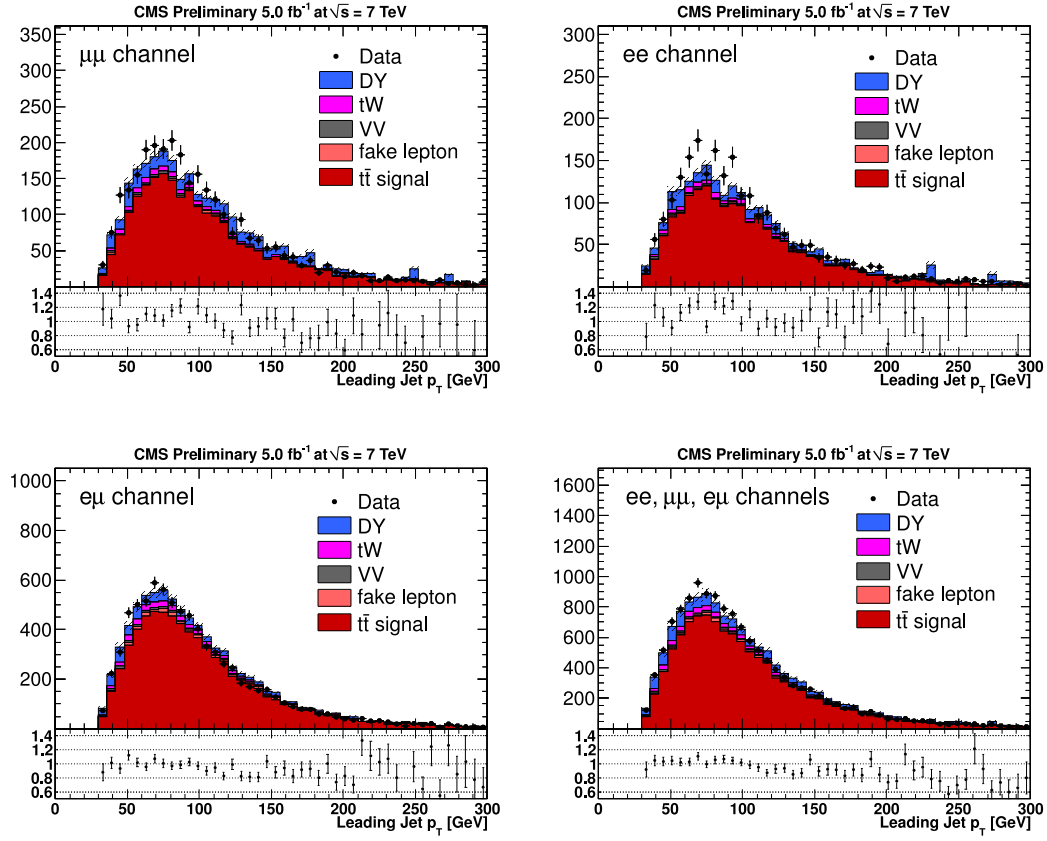 CMS Preliminary 5.0 fb⁻¹ at √s = 7 TeV
μμ channel
Data
DY
tW
VV
fake lepton
tt̄ signal
350
300
250
200
150
100
50
1.4
1.2
1
0.8
0.6
0 50 100 150 200 250 300
Leading Jet p_T [GeV]
CMS Preliminary 5.0 fb⁻¹ at √s = 7 TeV
ee channel
Data
DY
tW
VV
fake lepton
tt̄ signal
300
250
200
150
100
50
1.4
1.2
1
0.8
0.6
0 50 100 150 200 250 300
Leading Jet p_T [GeV]
CMS Preliminary 5.0 fb⁻¹ at √s = 7 TeV
eμ channel
Data
DY
tW
VV
fake lepton
tt̄ signal
1000
800
600
400
200
1.4
1.2
1
0.8
0.6
0 50 100 150 200 250 300
Leading Jet p_T [GeV]
CMS Preliminary 5.0 fb⁻¹ at √s = 7 TeV
ee, μμ, eμ channels
Data
DY
tW
VV
fake lepton
tt̄ signal
1600
1400
1200
1000
800
600
400
200
1.4
1.2
1
0.8
0.6
0 50 100 150 200 250 300
Leading Jet p_T [GeV]